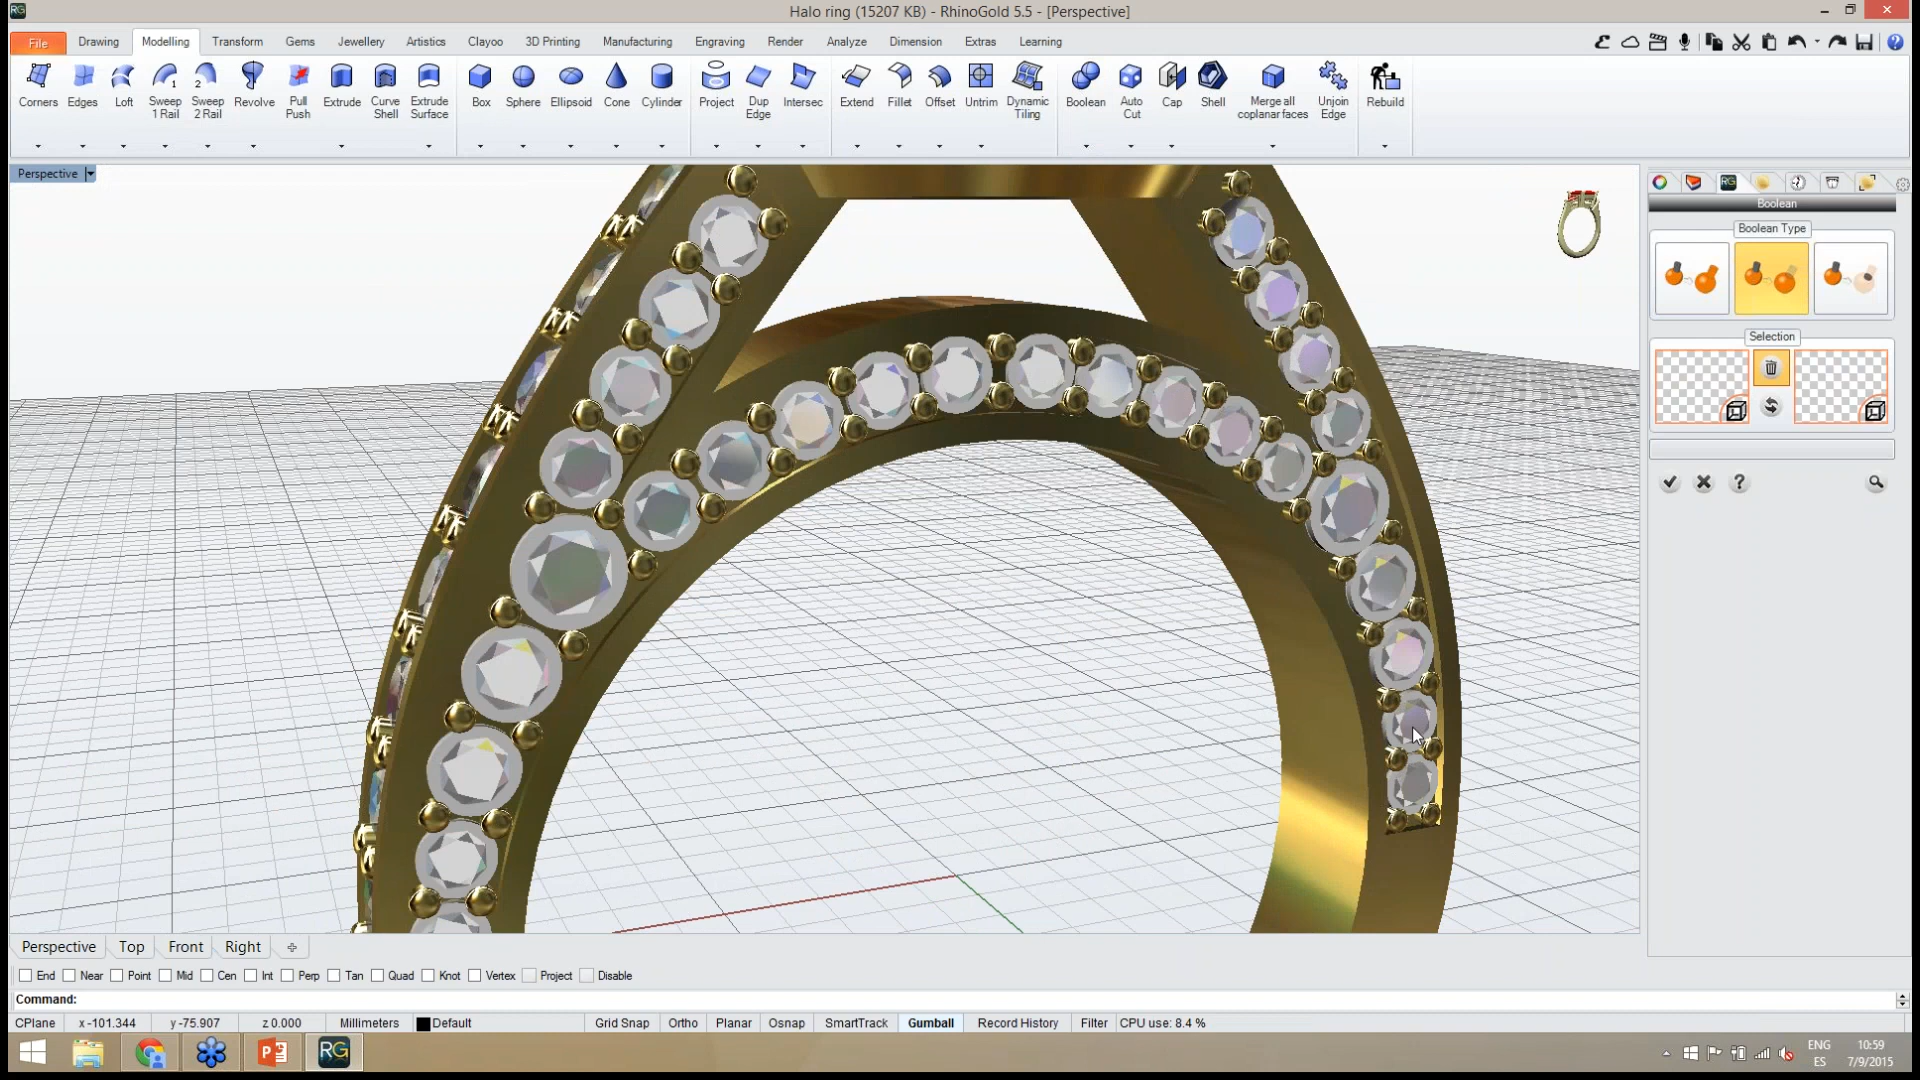 RG
Halo ring (15207 KB) - RhinoGold 5.5 - [Perspective]
File Drawing Modelling Transform Gems Jewellery Artistics Clayoo 3D Printing Manufacturing Engraving Render Analyze Dimension Extras Learning
Corners Edges Loft Sweep 1 Rail Sweep 2 Rail Revolve Pull Push Extrude Curve Shell Extrude Surface Box Sphere Ellipsoid Cone Cylinder Project Dup Edge Intersec Extend Fillet Offset Untrim Dynamic Tiling Boolean Auto Cut Cap Shell Merge all coplanar faces Unjoin Edge Rebuild
Perspective
RG
Boolean
Boolean Type
Selection
Perspective Top Front Right
End Near Point Mid Cen Int Perp Tan Quad Knot Vertex Project Disable
Command:
CPlane x -101.344 y -75.907 z 0.000 Millimeters Default Grid Snap Ortho Planar Osnap SmartTrack Gumball Record History Filter CPU use: 8.4 %
RG
ENG 10:59
ES 7/9/2015